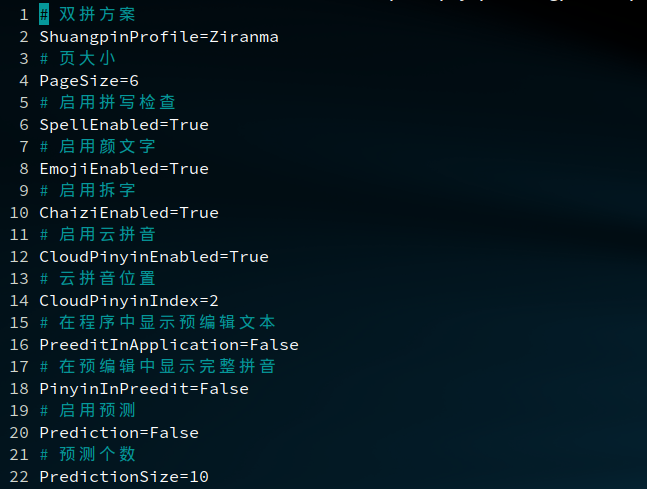 1 # 双拼方案
2 ShuangpinProfile=Ziranma
3 # 页大小
4 PageSize=6
5 # 启用拼写检查
6 SpellEnabled=True
7 # 启用颜文字
8 EmojiEnabled=True
9 # 启用拆字
10 ChaiziEnabled=True
11 # 启用云拼音
12 CloudPinyinEnabled=True
13 # 云拼音位置
14 CloudPinyinIndex=2
15 # 在程序中显示预编辑文本
16 PreeditInApplication=False
17 # 在预编辑中显示完整拼音
18 PinyinInPreedit=False
19 # 启用预测
20 Prediction=False
21 # 预测个数
22 PredictionSize=10